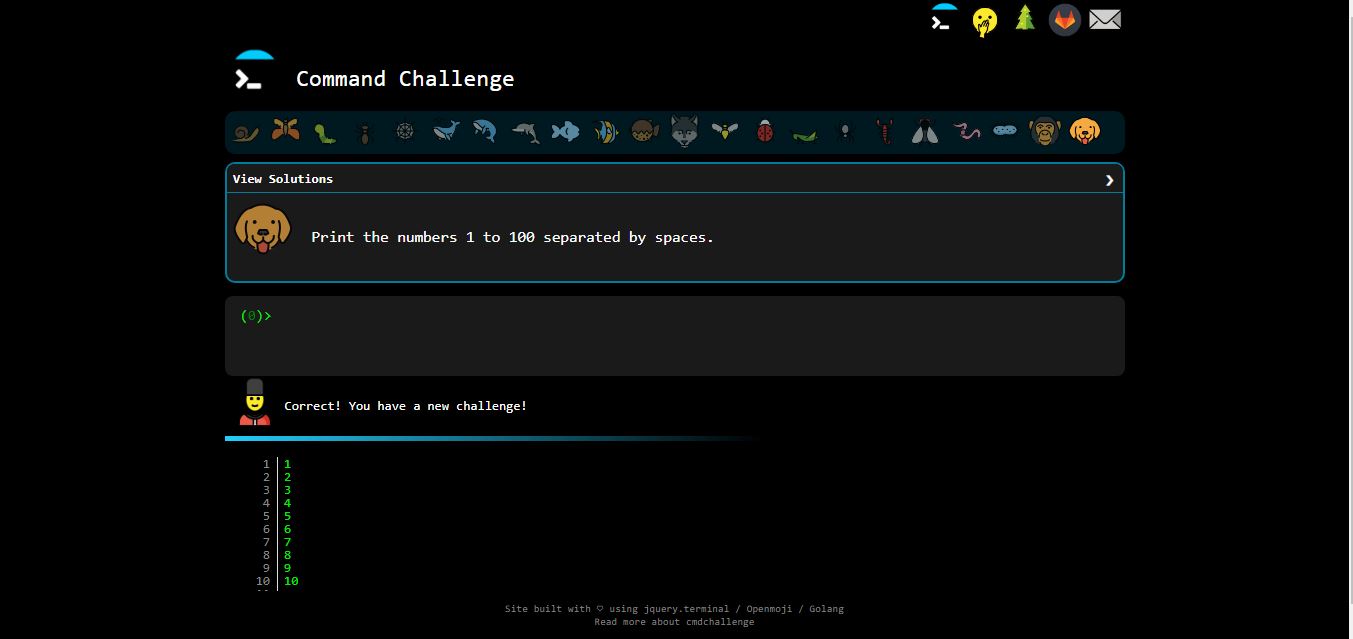 Command Challenge
View Solutions ❯
Print the numbers 1 to 100 separated by spaces.
(0)>
Correct! You have a new challenge!
1 1
2 2
3 3
4 4
5 5
6 6
7 7
8 8
9 9
10 10
Site built with ♡ using jquery.terminal / Openmoji / Golang
Read more about cmdchallenge